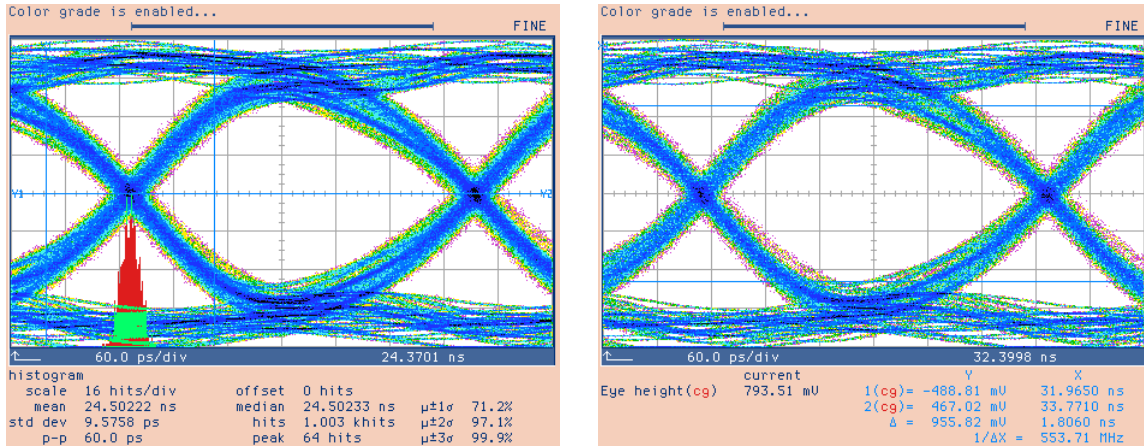 Color grade is enabled...
FINE
Y1
Y2
60.0 ps/div
24.3701 ns
histogram
scale 16 hits/div offset 0 hits
mean 24.50222 ns median 24.50233 ns µ±1σ 71.2%
std dev 9.5758 ps hits 1.003 khits µ±2σ 97.1%
p-p 60.0 ps peak 64 hits µ±3σ 99.9%
Color grade is enabled...
FINE
60.0 ps/div
32.3998 ns
current Y X
Eye height(cg) 793.51 mV 1(cg)= -488.81 mV 31.9650 ns
2(cg)= 467.02 mV 33.7710 ns
Δ = 955.82 mV 1.8060 ns
1/ΔX = 553.71 MHz